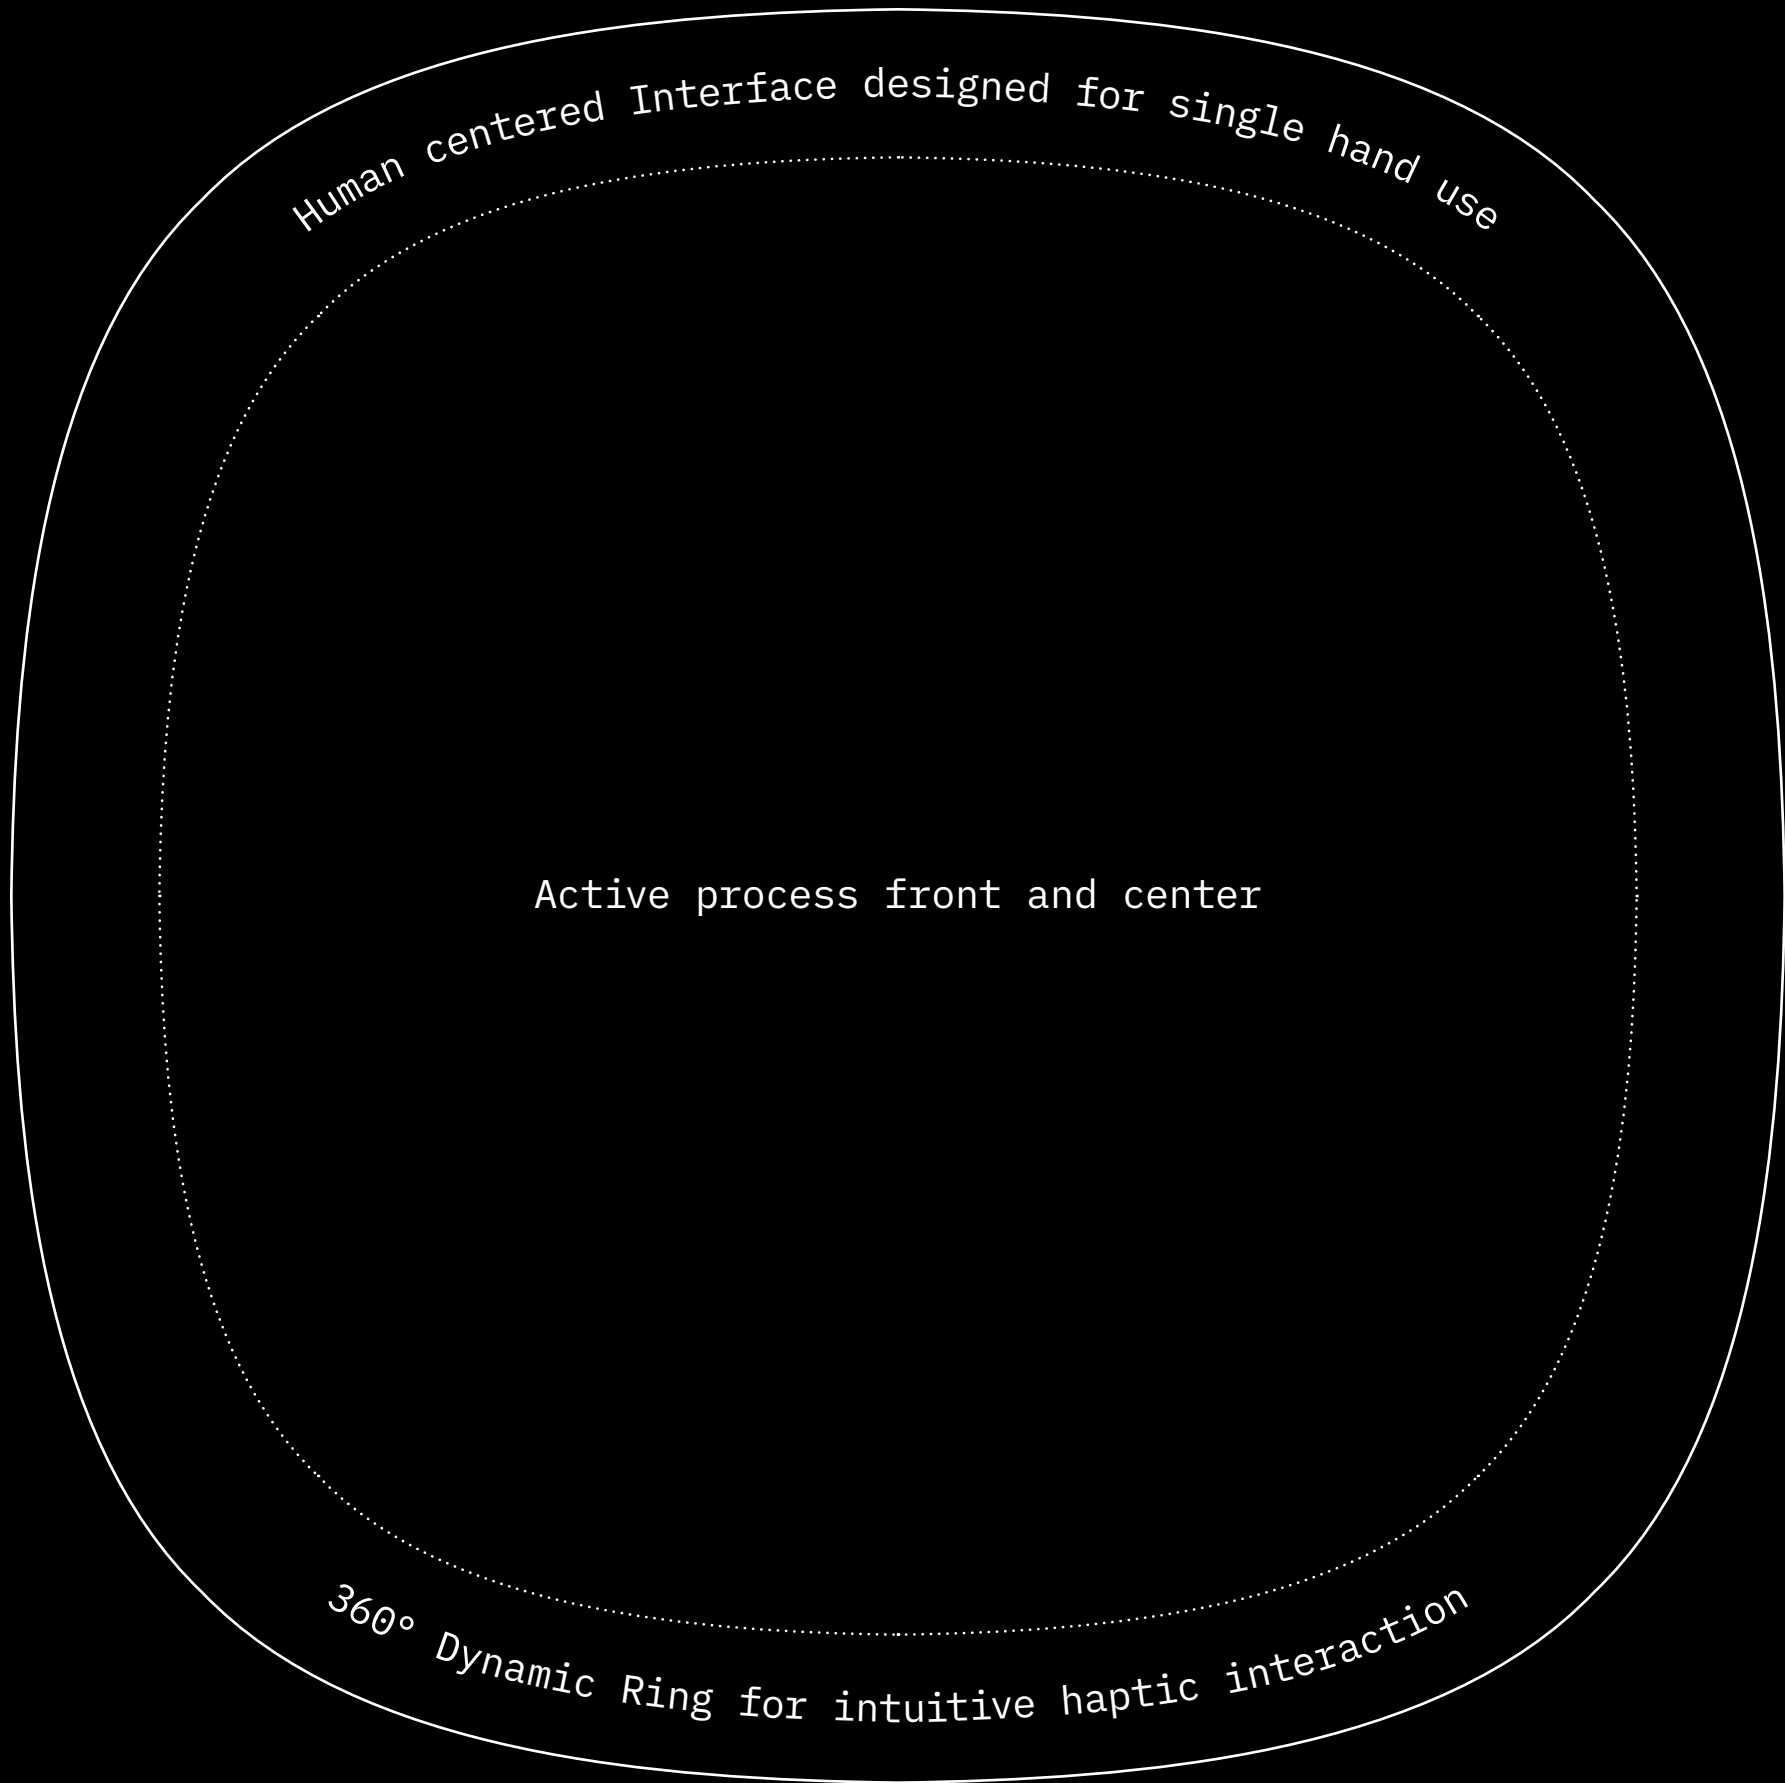 Human centered Interface designed for single hand use
Active process front and center
360° Dynamic Ring for intuitive haptic interaction